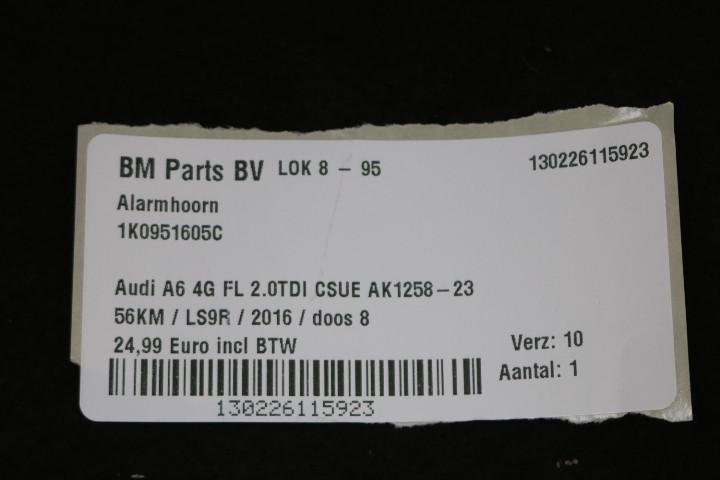 BM Parts BV LOK 8 - 95 130226115923
Alarmhoorn
1K0951605C
Audi A6 4G FL 2.0TDI CSUE AK1258-23
56KM / LS9R / 2016 / doos 8
24,99 Euro incl BTW Verz: 10
Aantal: 1
130226115923